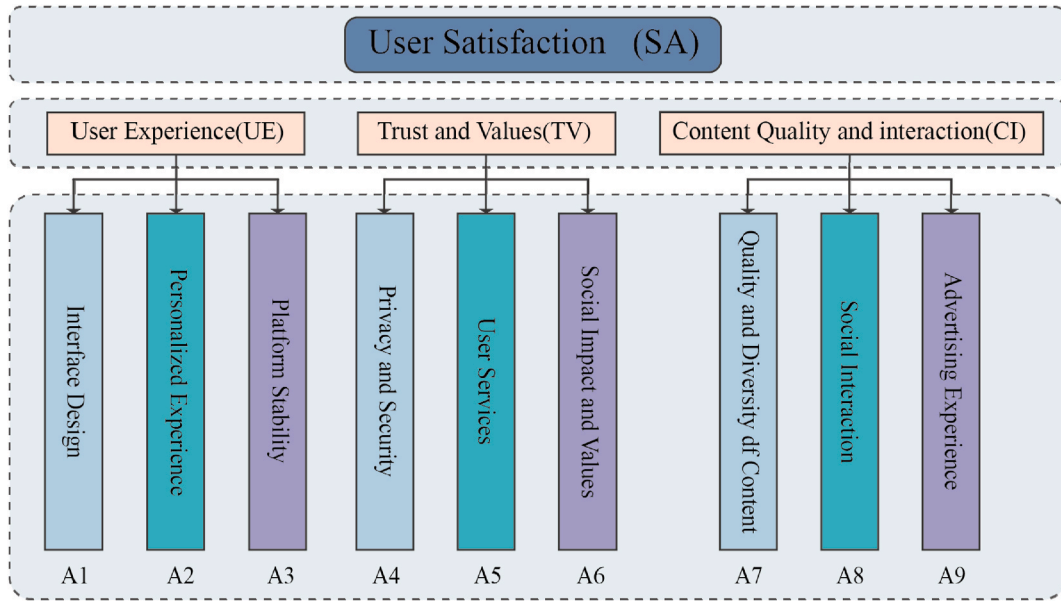 User Satisfaction (SA)
User Experience(UE)
Trust and Values(TV)
Content Quality and interaction(CI)
Interface Design
Personalized Experience
Platform Stability
Privacy and Security
User Services
Social Impact and Values
Quality and Diversity df Content
Social Interaction
Advertising Experience
A1
A2
A3
A4
A5
A6
A7
A8
A9